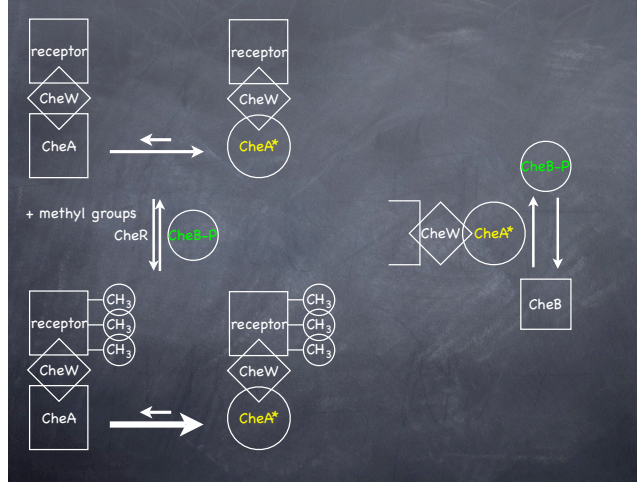 receptor
CheW
CheA
receptor
CheW
CheA*
+ methyl groups
CheR
CheB-P
CheW
CheA*
CheB-P
CheB
receptor
CH3
CH3
CH3
CheW
CheA
receptor
CH3
CH3
CH3
CheW
CheA*